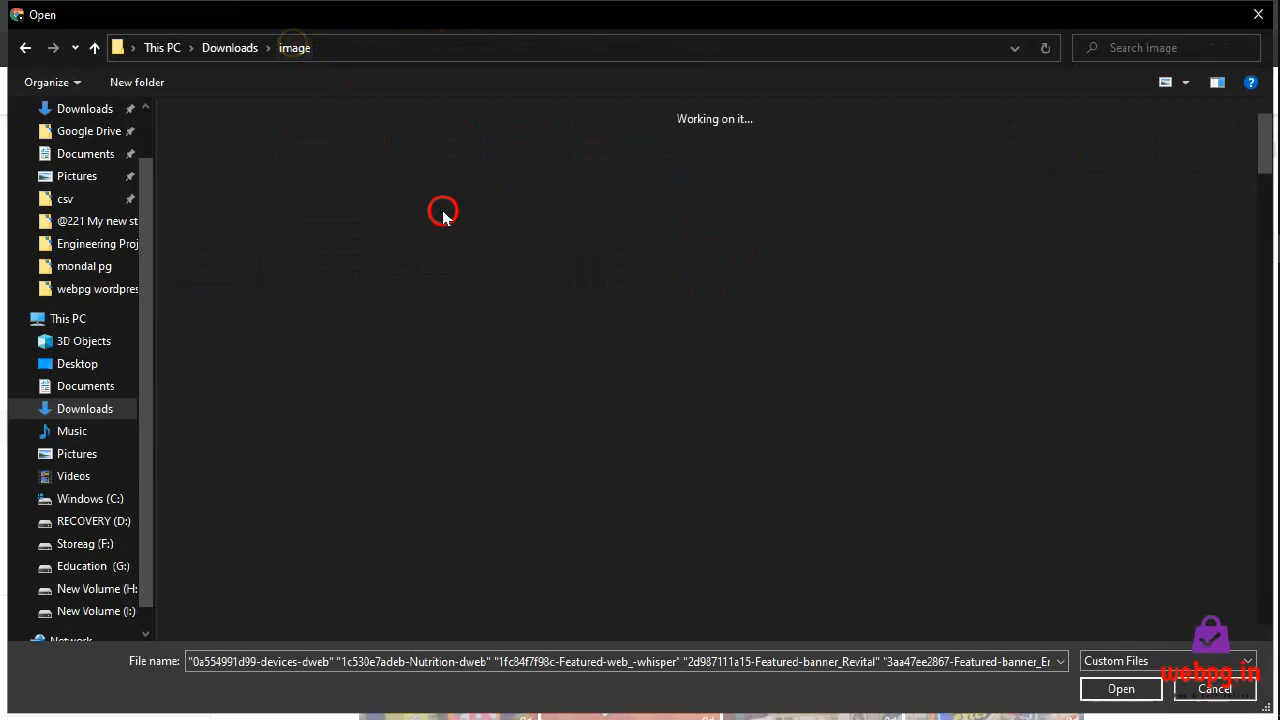 Open
This PC > Downloads > image
Search image
Organize
New folder
Downloads
Google Drive
Documents
Pictures
csv
@221 My new st
Engineering Proj
mondal pg
webpg wordpres
This PC
3D Objects
Desktop
Documents
Downloads
Music
Pictures
Videos
Windows (C:)
RECOVERY (D:)
Storeag (F:)
Education (G:)
New Volume (H:
New Volume (I:)
Network
Working on it...
File name:
"0a554991d99-devices-dweb" "1c530e7adeb-Nutrition-dweb" "1fc84f7f98c-Featured-web_-whisper" "2d987111a15-Featured-banner_Revital" "3aa47ee2867-Featured-banner_Er
Custom Files
Open
Cancel
webpg.in